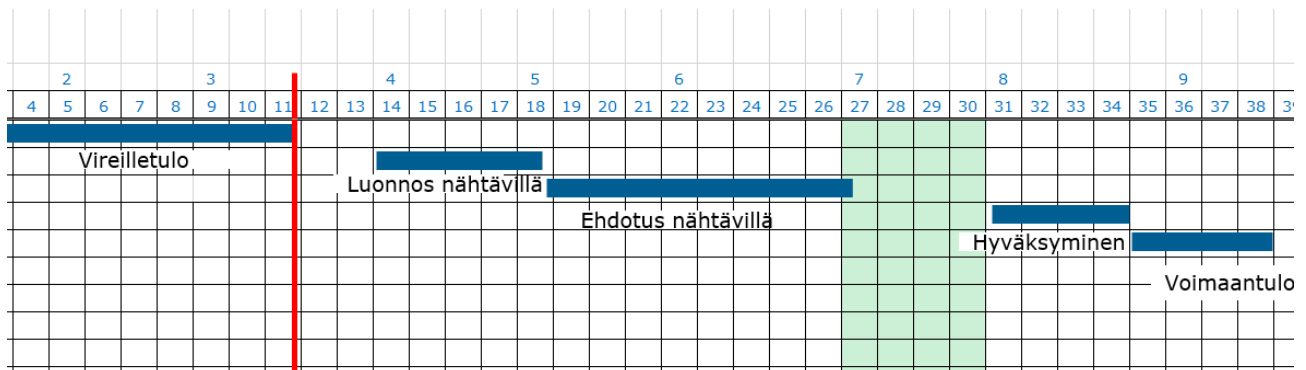 2 3 4 5 6 7 8 9
4 5 6 7 8 9 10 11 12 13 14 15 16 17 18 19 20 21 22 23 24 25 26 27 28 29 30 31 32 33 34 35 36 37 38 39
Vireilletulo
Luonnos nähtävillä
Ehdotus nähtävillä
Hyväksyminen
Voimaantulo